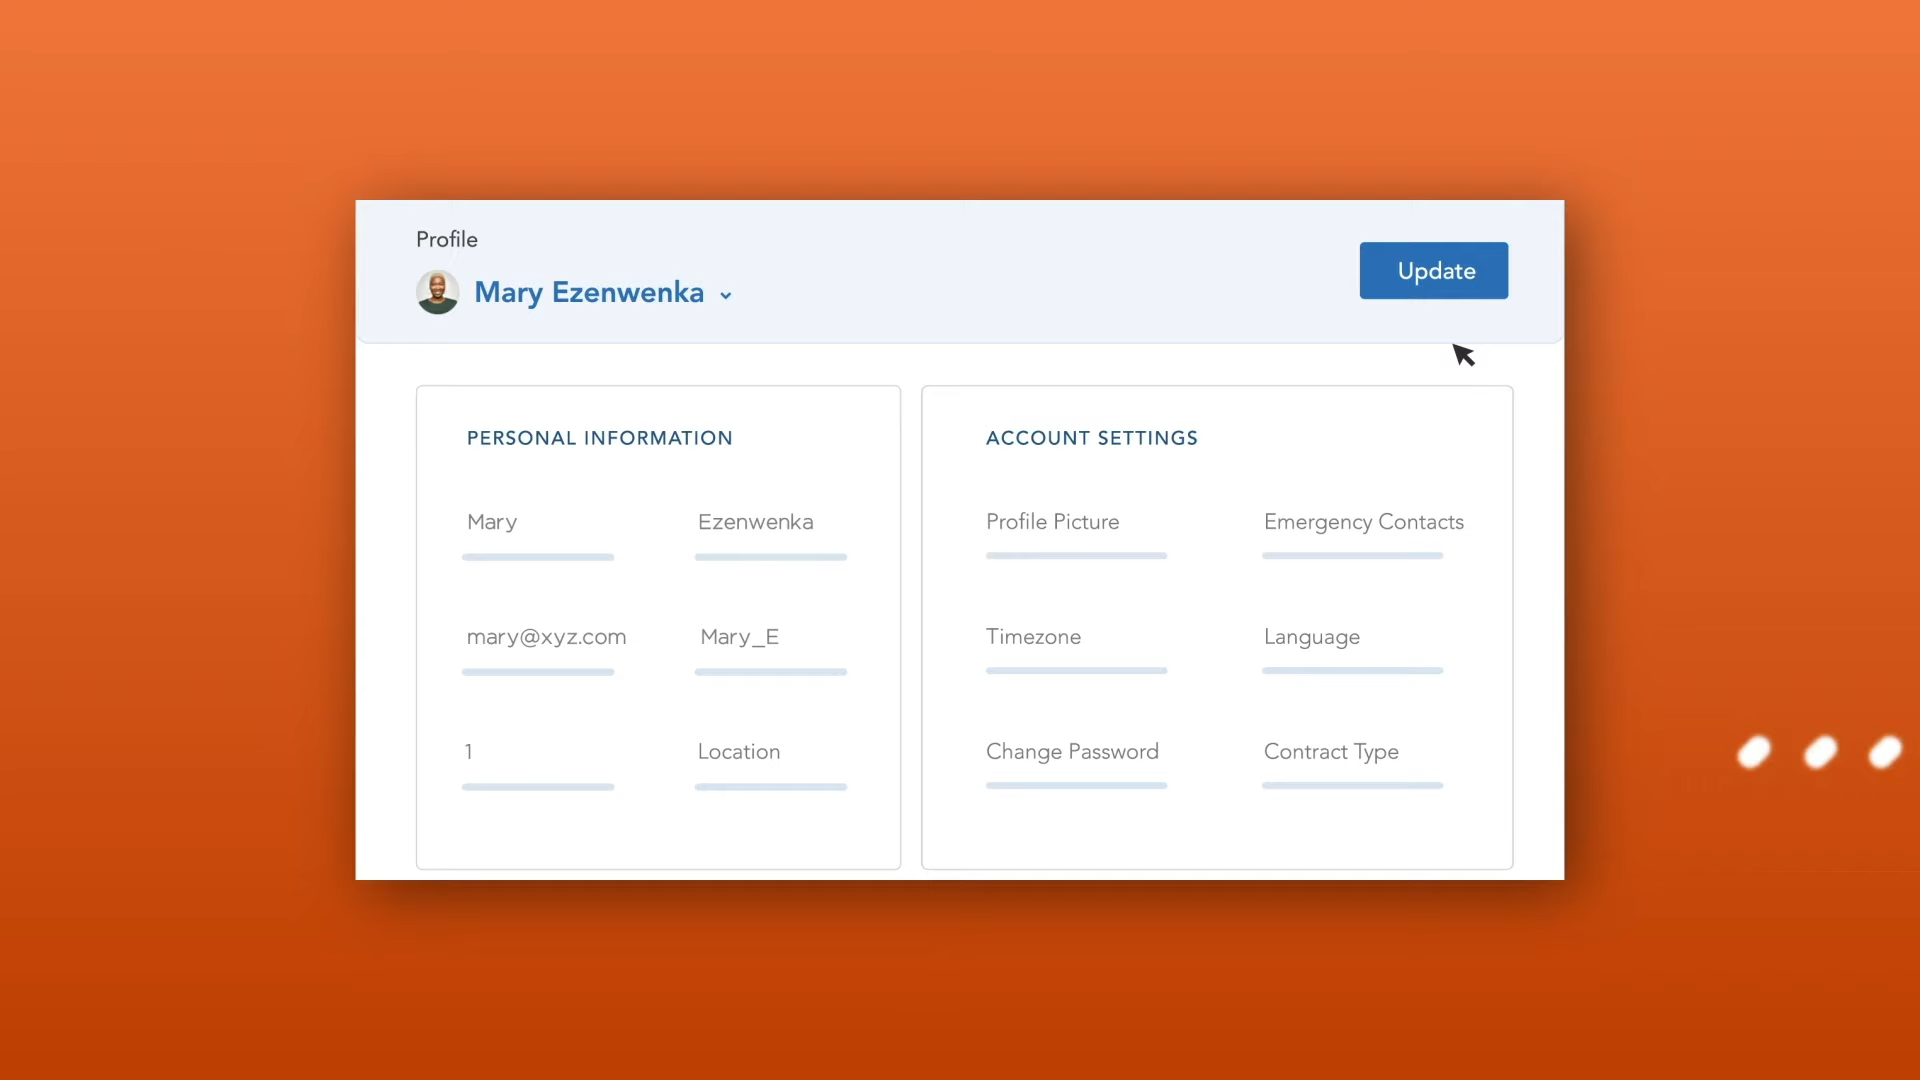 Profile
Mary Ezenwenka
Update
PERSONAL INFORMATION
Mary
Ezenwenka
mary@xyz.com
Mary_E
1
Location
ACCOUNT SETTINGS
Profile Picture
Emergency Contacts
Timezone
Language
Change Password
Contract Type